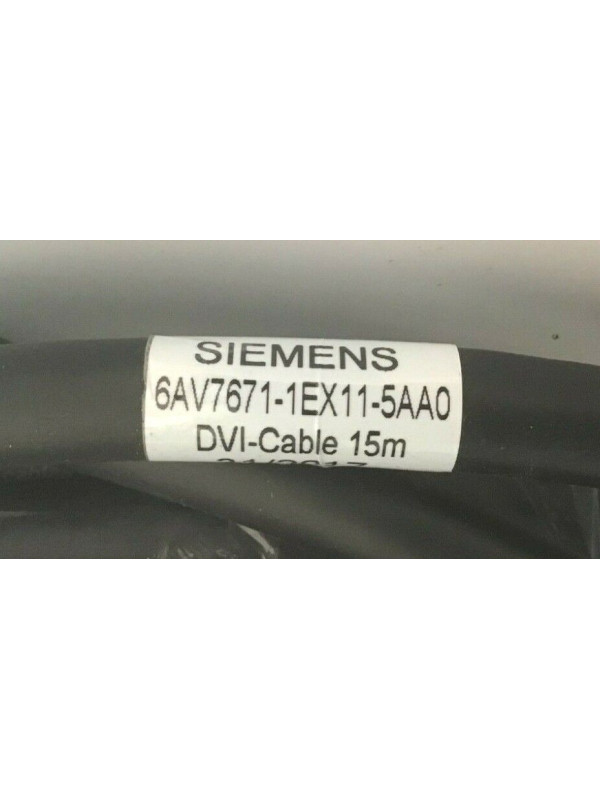 SIEMENS
6AV7671-1EX11-5AA0
DVI-Cable 15m